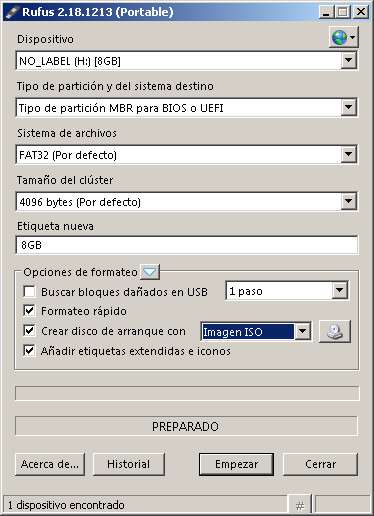 Rufus 2.18.1213 (Portable)
Dispositivo
NO_LABEL (H:) [8GB]
Tipo de partición y del sistema destino
Tipo de partición MBR para BIOS o UEFI
Sistema de archivos
FAT32 (Por defecto)
Tamaño del clúster
4096 bytes (Por defecto)
Etiqueta nueva
8GB
Opciones de formateo
Buscar bloques dañados en USB 1 paso
Formateo rápido
Crear disco de arranque con Imagen ISO
Añadir etiquetas extendidas e iconos
PREPARADO
Acerca de... Historial Empezar Cerrar
1 dispositivo encontrado #